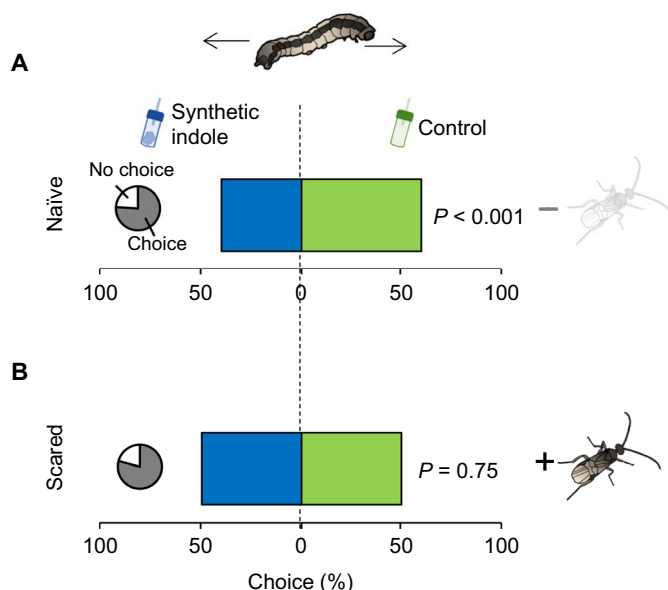 A
Synthetic
indole
Control
Naïve
No choice
Choice
P < 0.001
−
100 50 0 50 100
B
Scared
P = 0.75
+
100 50 0 50 100
Choice (%)